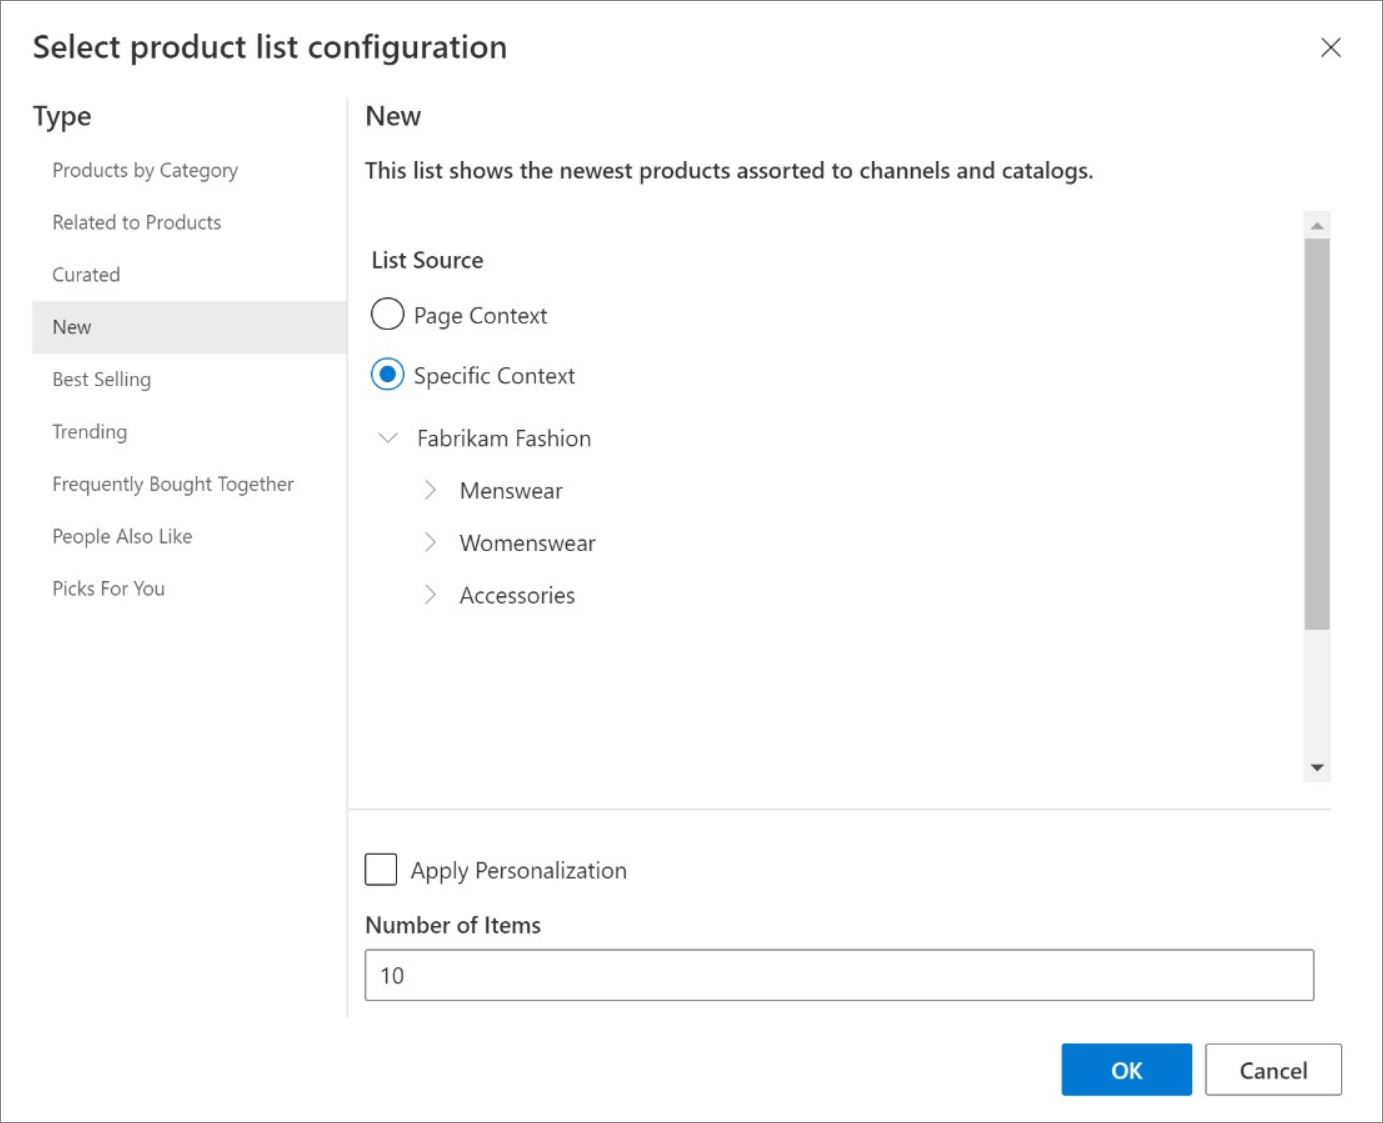 Select product list configuration
Type
Products by Category
Related to Products
Curated
New
Best Selling
Trending
Frequently Bought Together
People Also Like
Picks For You
New
This list shows the newest products assorted to channels and catalogs.
List Source
Page Context
Specific Context
Fabrikam Fashion
Menswear
Womenswear
Accessories
Apply Personalization
Number of Items
10
OK
Cancel